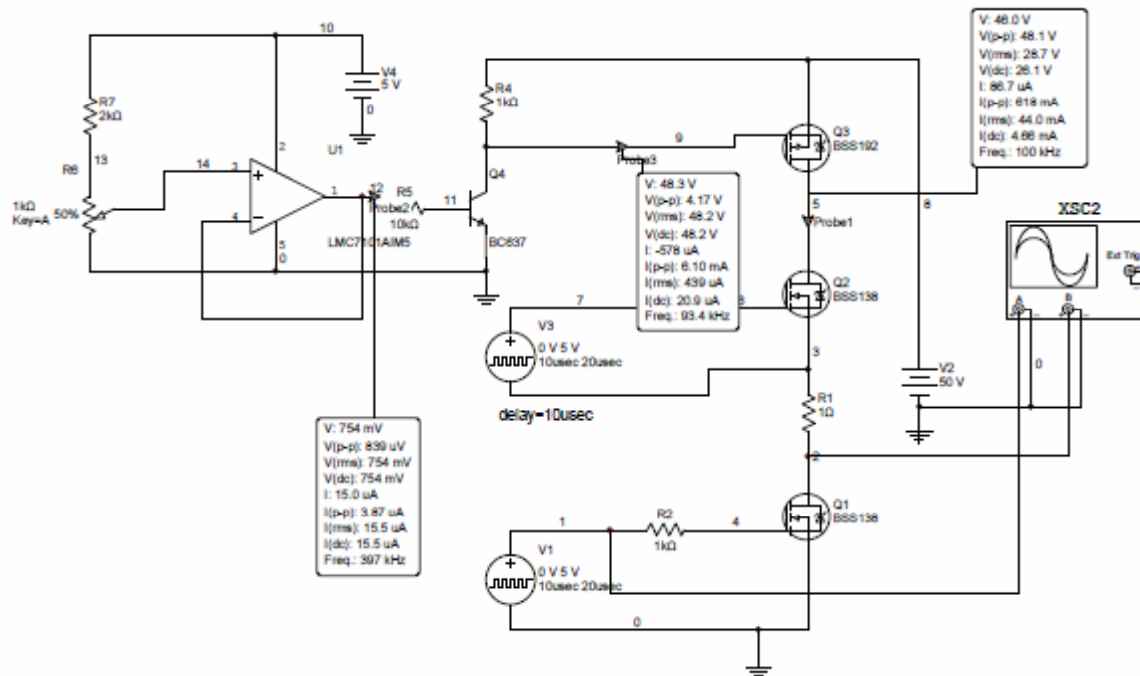 10
V4
5 V
0
R7
2kΩ
U1
13
R6
14
3
2
1kΩ
Key=A
50%
4
1
12
Probe2
R5
10kΩ
11
5
0
LMC7101AIM5
R4
1kΩ
Q4
BC637
Probe3
9
Q3
BSS192
V: 46.0 V
V(p-p): 48.1 V
V(rms): 28.7 V
V(dc): 26.1 V
I: 86.7 uA
I(p-p): 618 mA
I(rms): 44.0 mA
I(dc): 4.66 mA
Freq.: 100 kHz
V: 48.3 V
V(p-p): 4.17 V
V(rms): 48.2 V
V(dc): 48.2 V
I: -578 uA
I(p-p): 6.10 mA
I(rms): 439 uA
I(dc): 20.9 uA
Freq.: 93.4 kHz
5
Probe1
8
XSC2
Ext Trig
A
B
Q2
BSS138
7
V3
0 V 5 V
10usec 20usec
delay=10usec
3
R1
1Ω
V2
50 V
0
2
V: 754 mV
V(p-p): 839 uV
V(rms): 754 mV
V(dc): 754 mV
I: 15.0 uA
I(p-p): 3.87 uA
I(rms): 15.5 uA
I(dc): 15.5 uA
Freq.: 397 kHz
Q1
BSS138
1
R2
1kΩ
4
V1
0 V 5 V
10usec 20usec
0